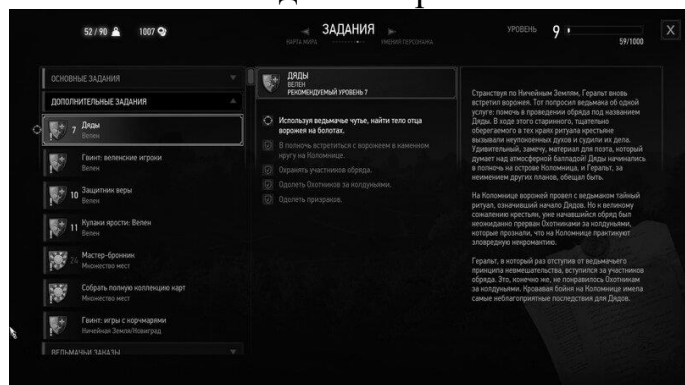 52 / 90
1007
ЗАДАНИЯ
КАРТА МИРА
УМЕНИЯ ПЕРСОНАЖА
УРОВЕНЬ 9
59/1000
X
ОСНОВНЫЕ ЗАДАНИЯ
ДОПОЛНИТЕЛЬНЫЕ ЗАДАНИЯ
7 Дяды
Велен
Гвинт: веленские игроки
Велен
10 Защитник веры
Велен
11 Кулаки ярости: Велен
Велен
24 Мастер-бронник
Множество мест
Собрать полную коллекцию карт
Множество мест
Гвинт: игры с корчмарями
Ничейная Земля/Новиград
ВЕДЬМАЧЬИ ЗАКАЗЫ
ДЯДЫ
ВЕЛЕН
РЕКОМЕНДУЕМЫЙ УРОВЕНЬ 7
Используя ведьмачье чутье, найти тело отца
ворожея на болотах.
В полночь встретиться с ворожеем в каменном
кругу на Коломнице.
Охранять участников обряда.
Одолеть Охотников за колдуньями.
Одолеть призраков.
Странствуя по Ничейным Землям, Геральт вновь
встретил ворожея. Тот попросил ведьмака об одной
услуге: помочь в проведении обряда под названием
Дяды. В ходе этого старинного, тщательно
оберегаемого в тех краях ритуала крестьяне
вызывали неупокоенных духов и судили их дела.
Удивительный, замечу, материал для поэта, который
думает над атмосферной балладой! Дяды начинались
в полночь на острове Коломница, и Геральт, за
неимением других планов, обещал быть.
На Коломнице ворожей провел с ведьмаком тайный
ритуал, означивший начало Дядов. Но к великому
сожалению крестьян, уже начавшийся обряд был
неожиданно прерван Охотниками за колдуньями,
которые прознали, что на Коломнице практикуют
зловредную некромантию.
Геральт, в который раз отступив от ведьмачьего
принципа невмешательства, вступился за участников
обряда. Это, конечно же, не понравилось Охотникам
за колдуньями. Кровавая бойня на Коломнице имела
самые неблагоприятные последствия для Дядов.